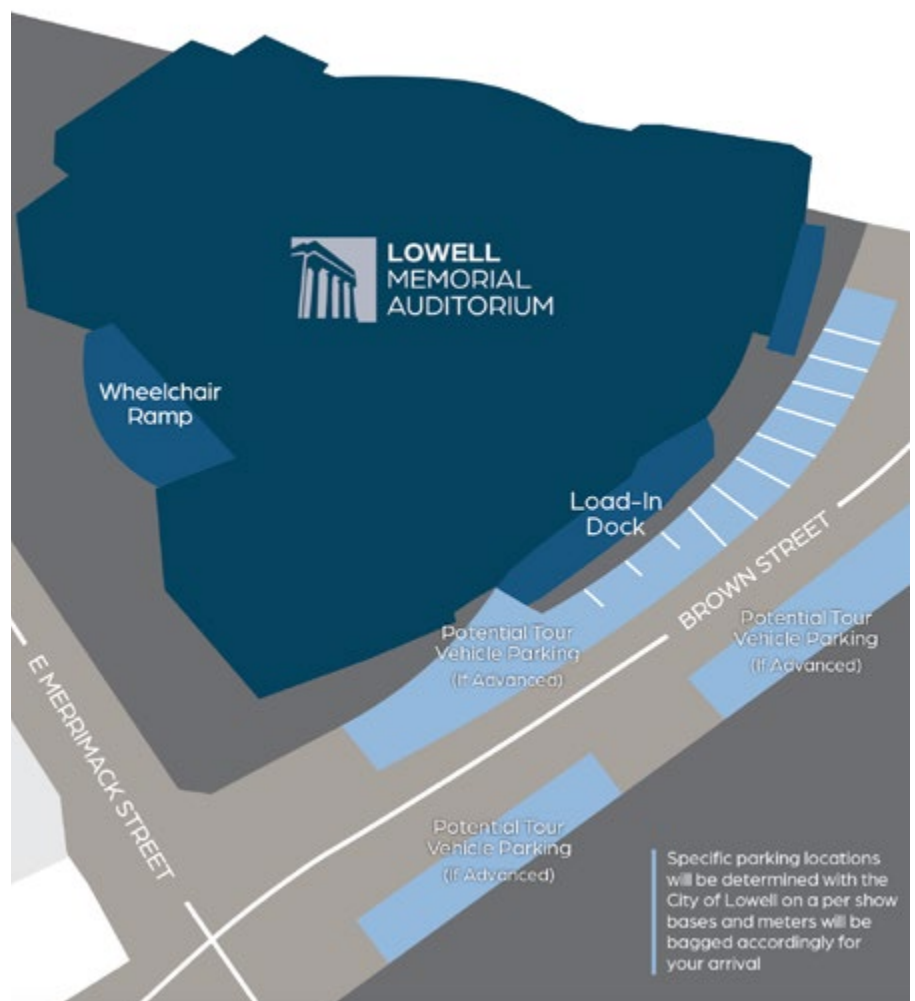 LOWELL
MEMORIAL
AUDITORIUM
Wheelchair
Ramp
Load-In
Dock
BROWN STREET
Potential Tour
Vehicle Parking
(If Advanced)
Potential Tour
Vehicle Parking
(If Advanced)
E MERRIMACK STREET
Potential Tour
Vehicle Parking
(If Advanced)
Specific parking locations
will be determined with the
City of Lowell on a per show
bases and meters will be
bagged accordingly for
your arrival